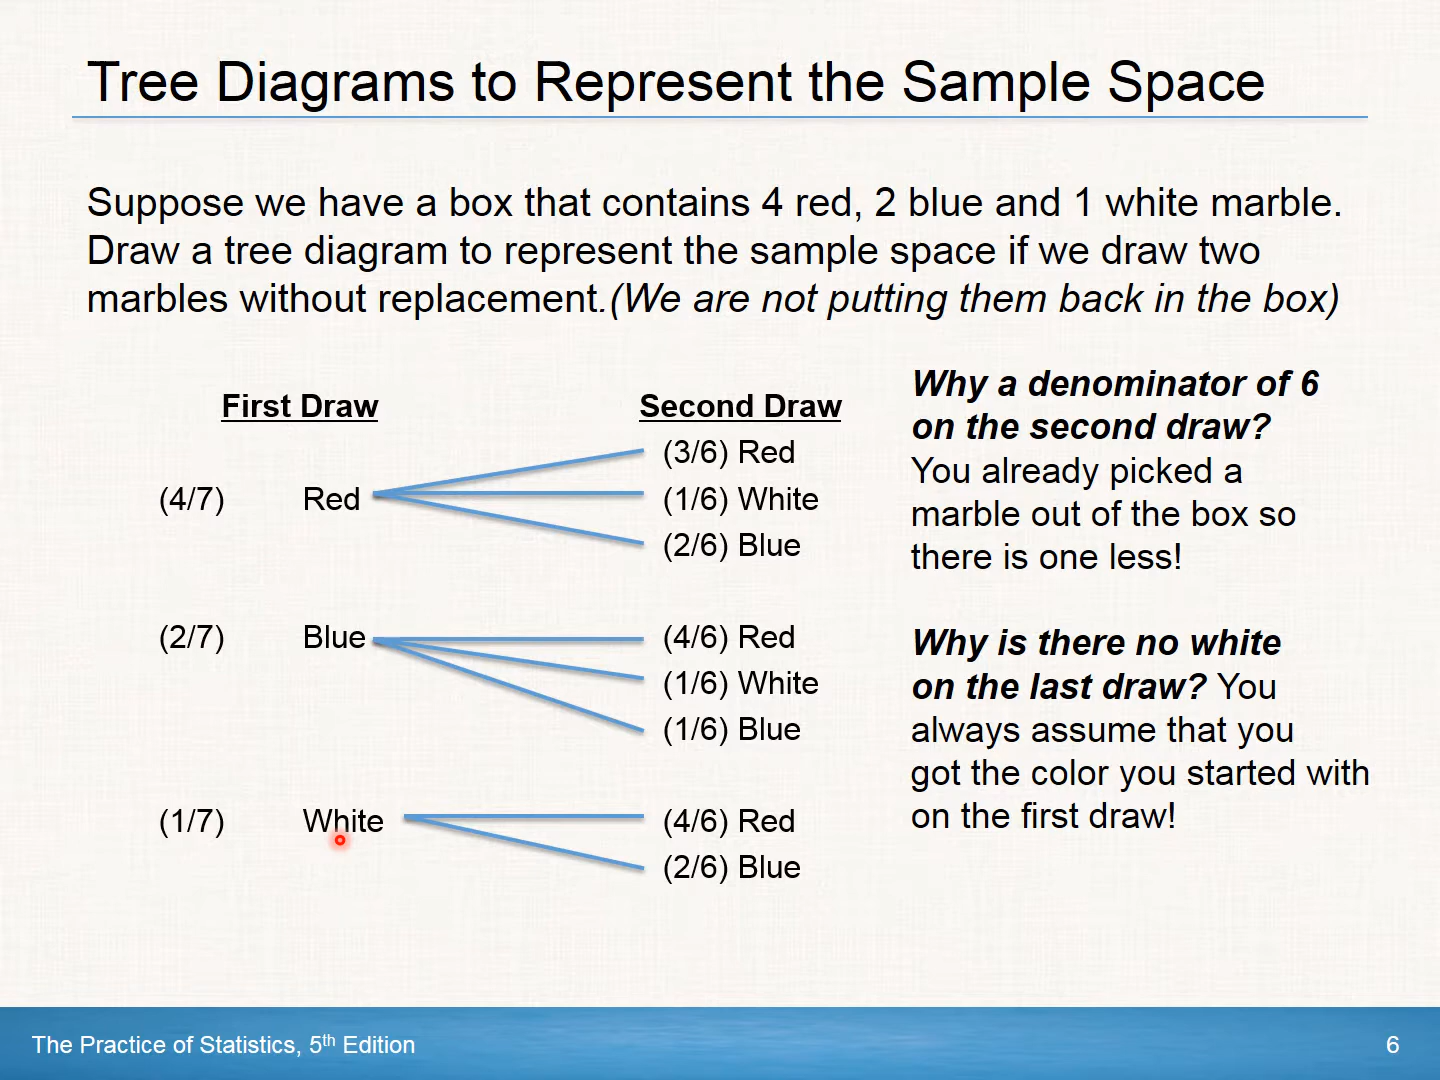 Tree Diagrams to Represent the Sample Space
Suppose we have a box that contains 4 red, 2 blue and 1 white marble.
Draw a tree diagram to represent the sample space if we draw two
marbles without replacement.(We are not putting them back in the box)
First Draw
Second Draw
(3/6) Red
(4/7) Red
(1/6) White
(2/6) Blue
(2/7) Blue
(4/6) Red
(1/6) White
(1/6) Blue
(1/7) White
(4/6) Red
(2/6) Blue
Why a denominator of 6
on the second draw?
You already picked a
marble out of the box so
there is one less!
Why is there no white
on the last draw? You
always assume that you
got the color you started with
on the first draw!
The Practice of Statistics, 5th Edition
6